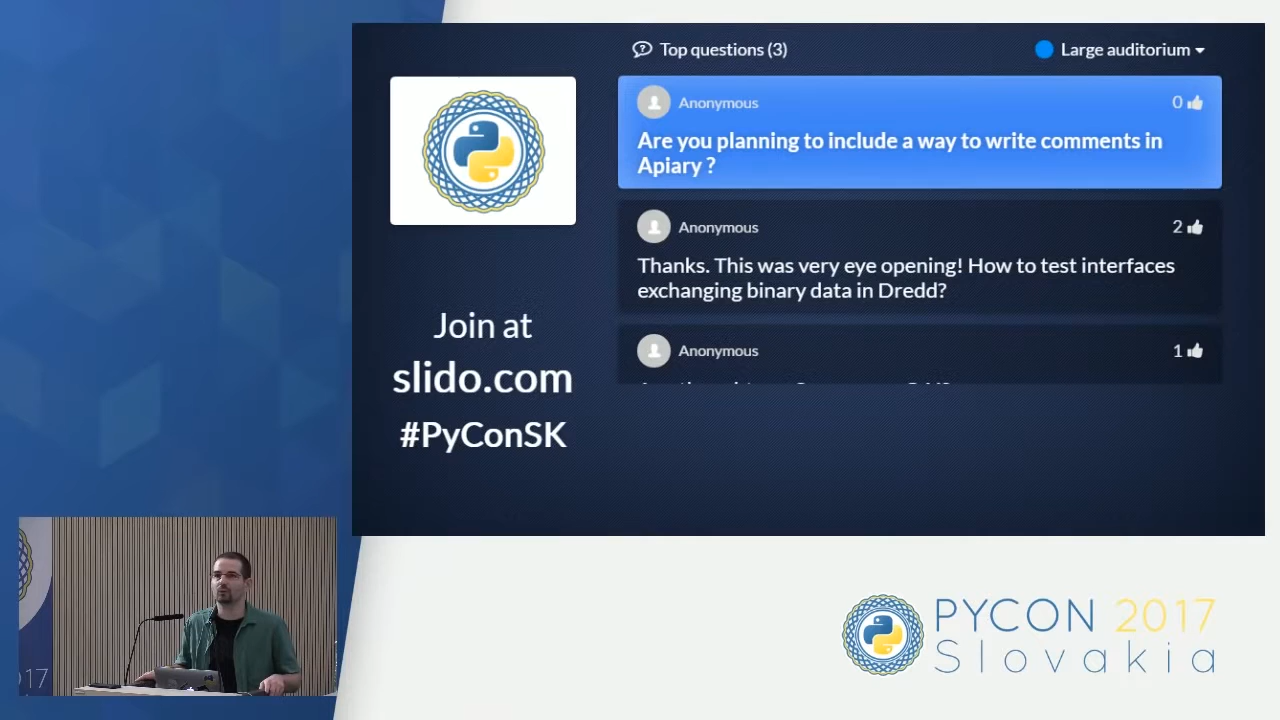 Top questions (3)
Large auditorium
Anonymous
0
Are you planning to include a way to write comments in
Apiary ?
Anonymous
2
Thanks. This was very eye opening! How to test interfaces
exchanging binary data in Dredd?
Anonymous
1
Join at
slido.com
#PyConSK
17
PYCON 2017
Slovakia